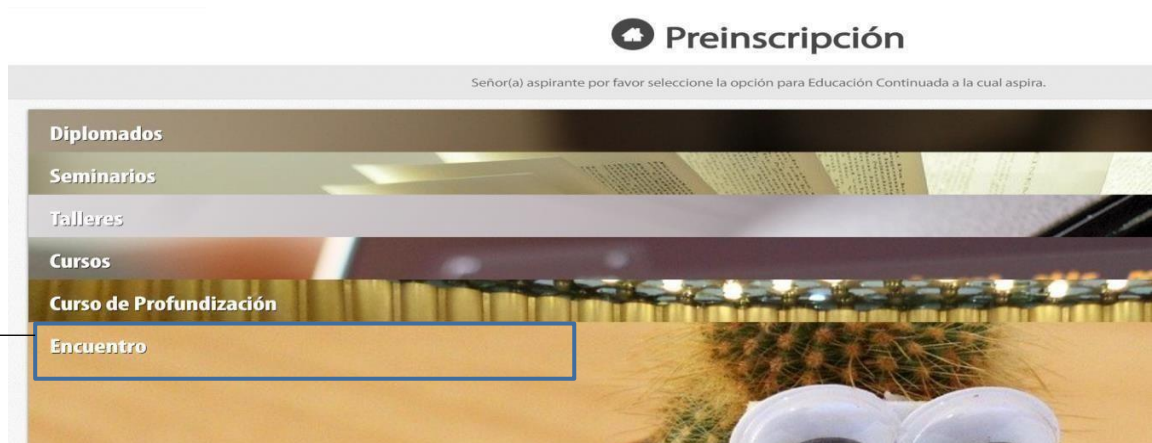 Preinscripción
Señor(a) aspirante por favor seleccione la opción para Educación Continuada a la cual aspira.
Diplomados
Seminarios
Talleres
Cursos
Curso de Profundización
Encuentro